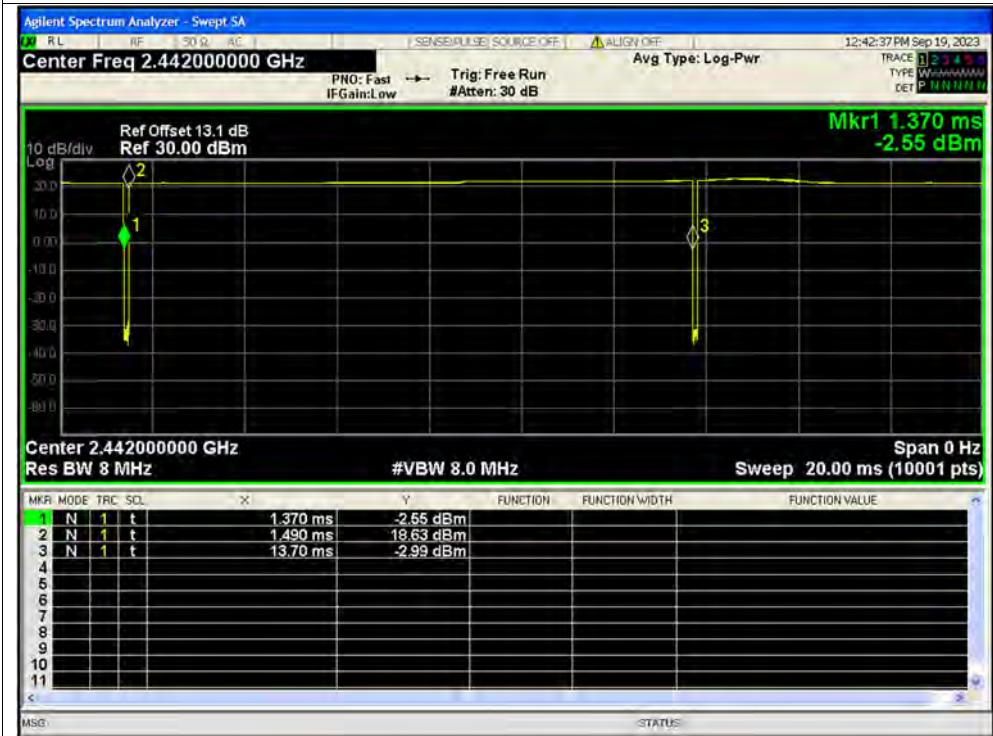 Agilent Spectrum Analyzer - Swept SA
RL RF 50 Ω AC SENSE:PULSE SOURCE OFF ALIGN OFF 12:42:37 PM Sep 19, 2023
Center Freq 2.442000000 GHz Avg Type: Log-Pwr TRACE 1 2 3 4 5 6
PNO: Fast Trig: Free Run TYPE
IFGain:Low #Atten: 30 dB DET P N N N N N
Mkr1 1.370 ms
Ref Offset 13.1 dB
10 dB/div Ref 30.00 dBm -2.55 dBm
Log
2
20.0
10.0
1 3
0.00
-10.0
-20.0
-30.0
-40.0
-50.0
-60.0
Center 2.442000000 GHz Span 0 Hz
Res BW 8 MHz #VBW 8.0 MHz Sweep 20.00 ms (10001 pts)
MKR MODE TRC SCL X Y FUNCTION FUNCTION WIDTH FUNCTION VALUE
1 N 1 t 1.370 ms -2.55 dBm
2 N 1 t 1.490 ms 18.63 dBm
3 N 1 t 13.70 ms -2.99 dBm
4
5
6
7
8
9
10
11
MSG STATUS